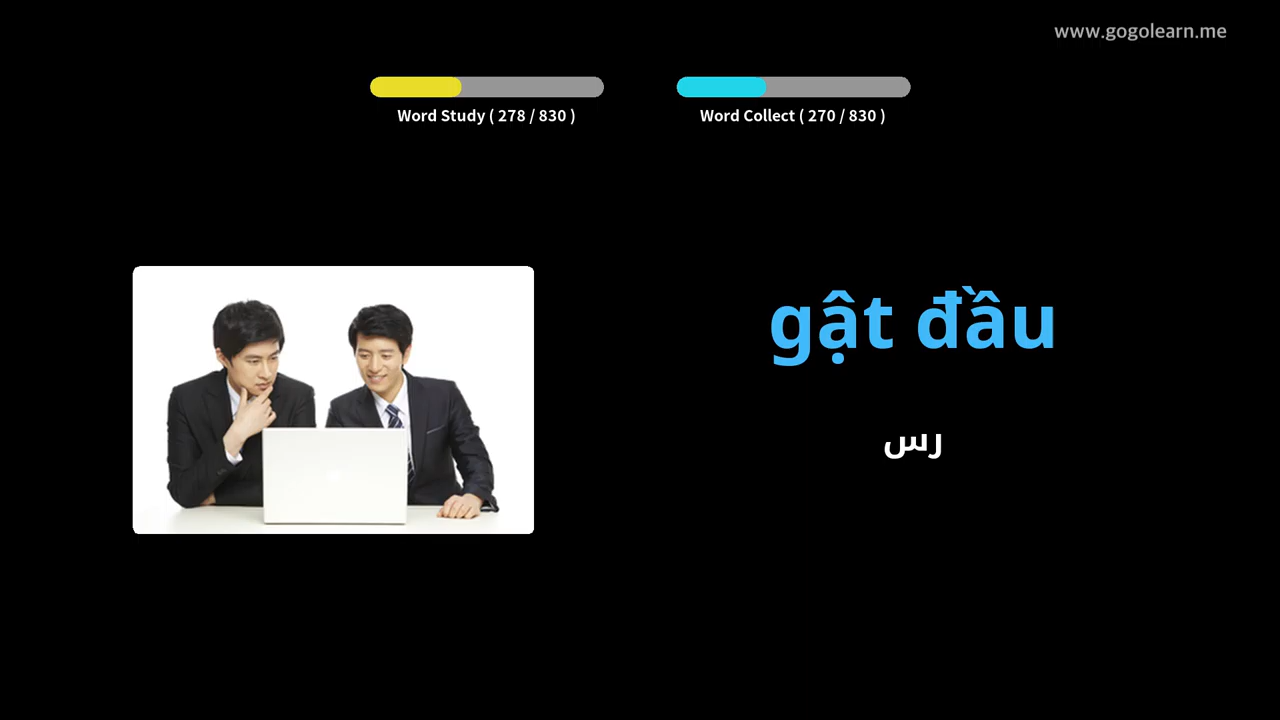 www.gogolearn.me
Word Study ( 278 / 830 )
Word Collect ( 270 / 830 )
gật đầu
رس